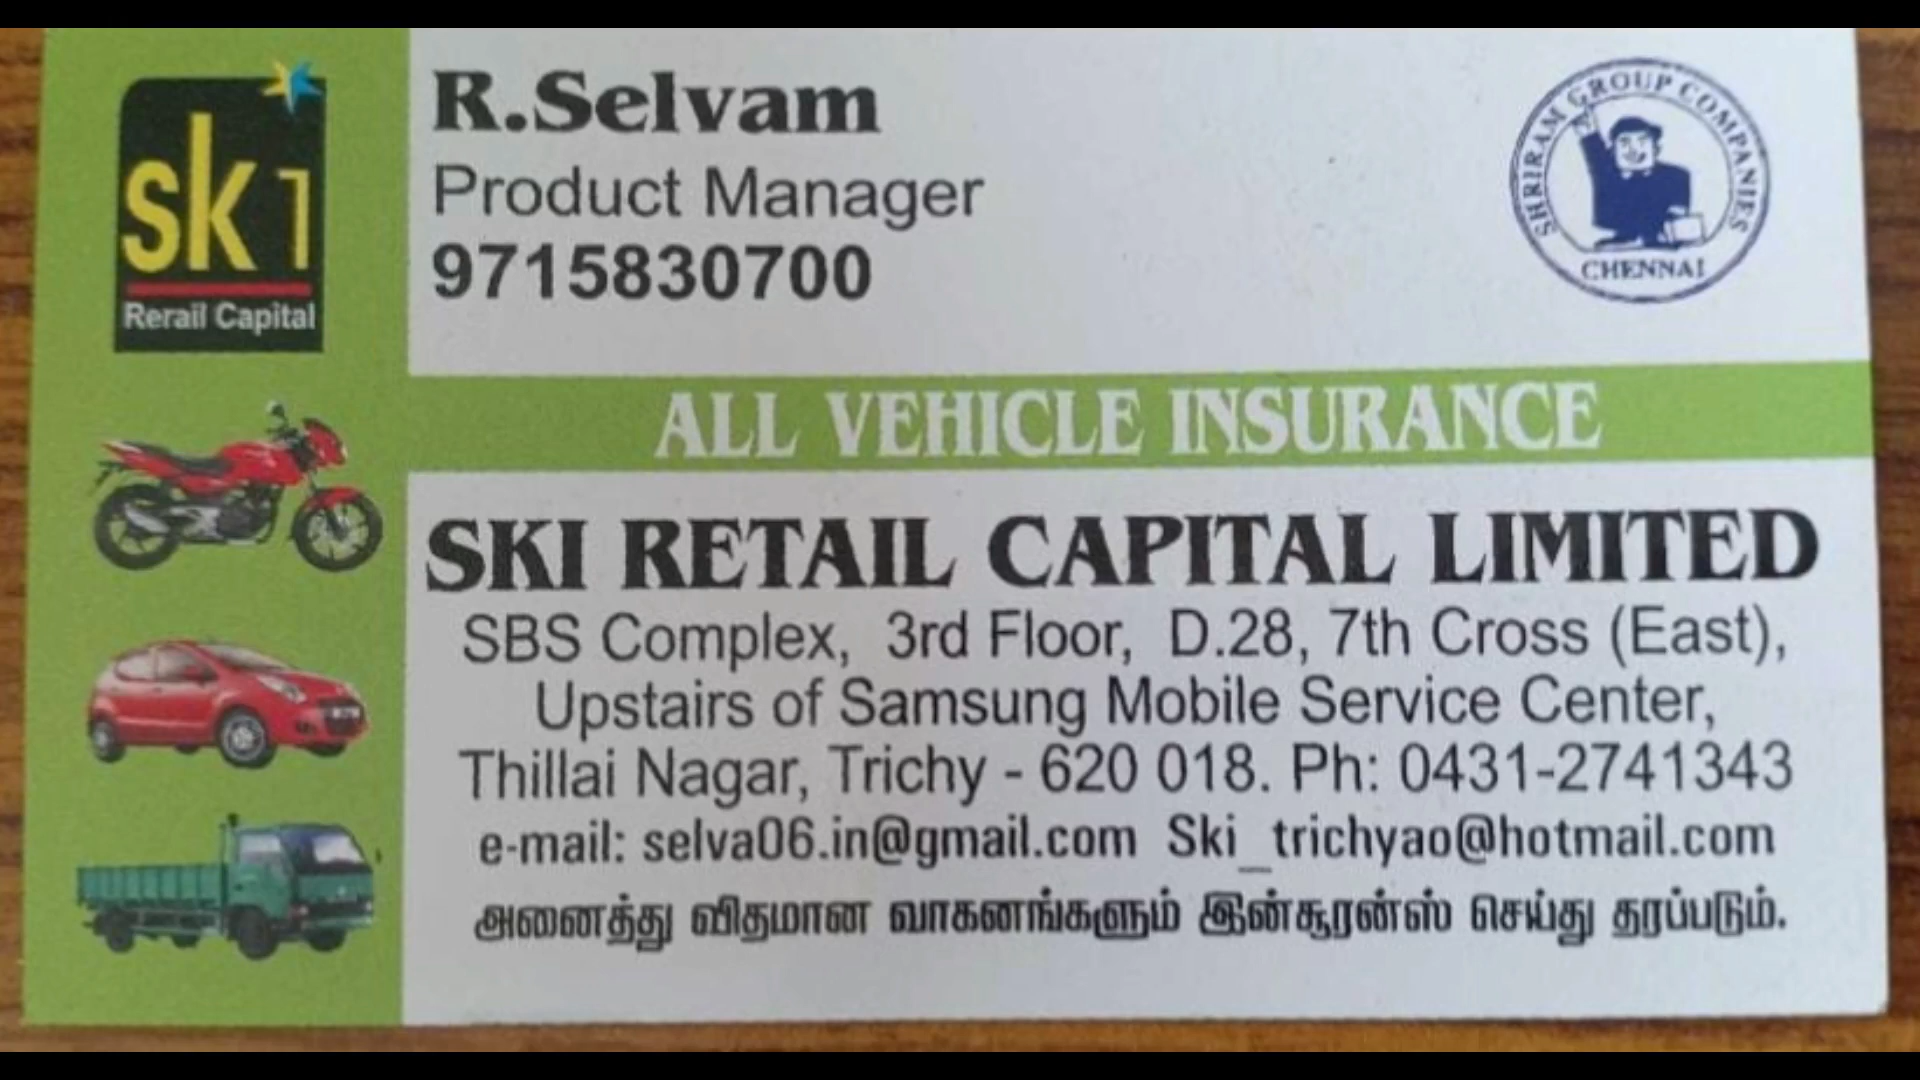 sk1
Rerail Capital
R.Selvam
Product Manager
9715830700
SHRIRAM GROUP COMPANIES
CHENNAI
ALL VEHICLE INSURANCE
SKI RETAIL CAPITAL LIMITED
SBS Complex, 3rd Floor, D.28, 7th Cross (East),
Upstairs of Samsung Mobile Service Center,
Thillai Nagar, Trichy - 620 018. Ph: 0431-2741343
e-mail: selva06.in@gmail.com Ski_trichyao@hotmail.com
அனைத்து விதமான வாகனங்களும் இன்சூரன்ஸ் செய்து தரப்படும்.